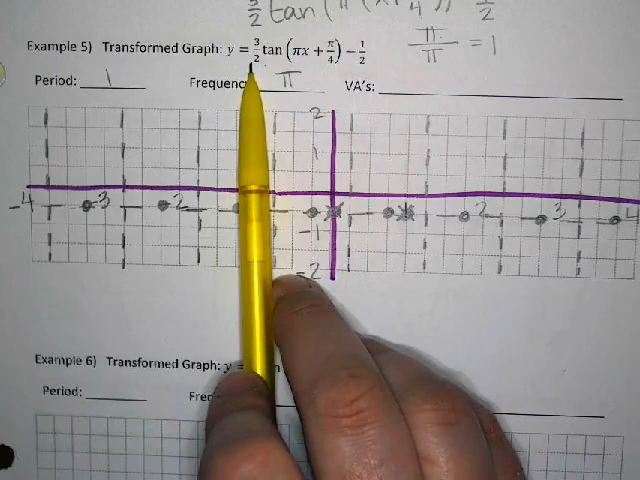 3/2 tan(π(x 4)) 1/2
π/π = 1
Example 5) Transformed Graph: y = 3/2 tan (πx + π/4) − 1/2
Period: 1 Frequenc π VA's:
2
1
-4 -3 -2 2 3 4
-1
-2
Example 6) Transformed Graph: y =
Period: